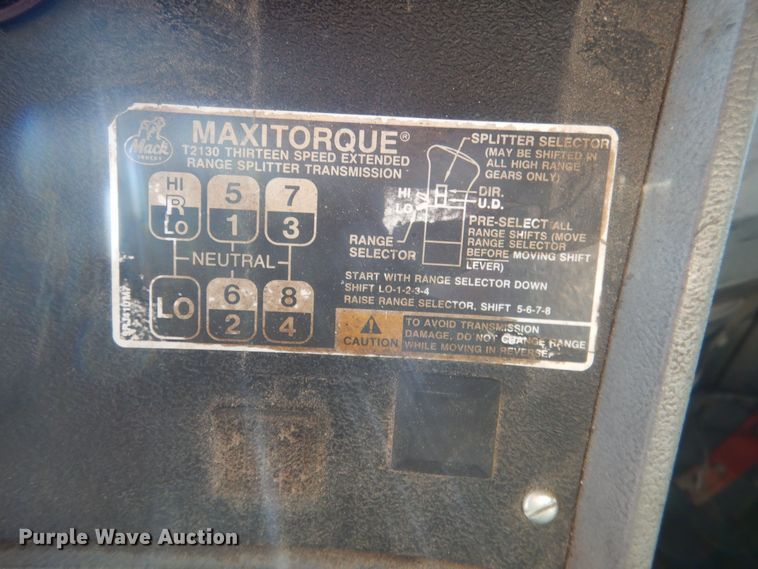 Mack
TRUCKS
MAXITORQUE®
T2130 THIRTEEN SPEED EXTENDED
RANGE SPLITTER TRANSMISSION
HI
R
LO
5
1
7
3
NEUTRAL
LO
6
2
8
4
SPLITTER SELECTOR
(MAY BE SHIFTED IN
ALL HIGH RANGE
GEARS ONLY)
HI
LO
DIR.
U.D.
RANGE
SELECTOR
PRE-SELECT ALL
RANGE SHIFTS (MOVE
RANGE SELECTOR
BEFORE MOVING SHIFT
LEVER)
START WITH RANGE SELECTOR DOWN
SHIFT LO-1-2-3-4
RAISE RANGE SELECTOR, SHIFT 5-6-7-8
CAUTION
TO AVOID TRANSMISSION
DAMAGE, DO NOT CHANGE RANGE
WHILE MOVING IN REVERSE.
Purple Wave Auction